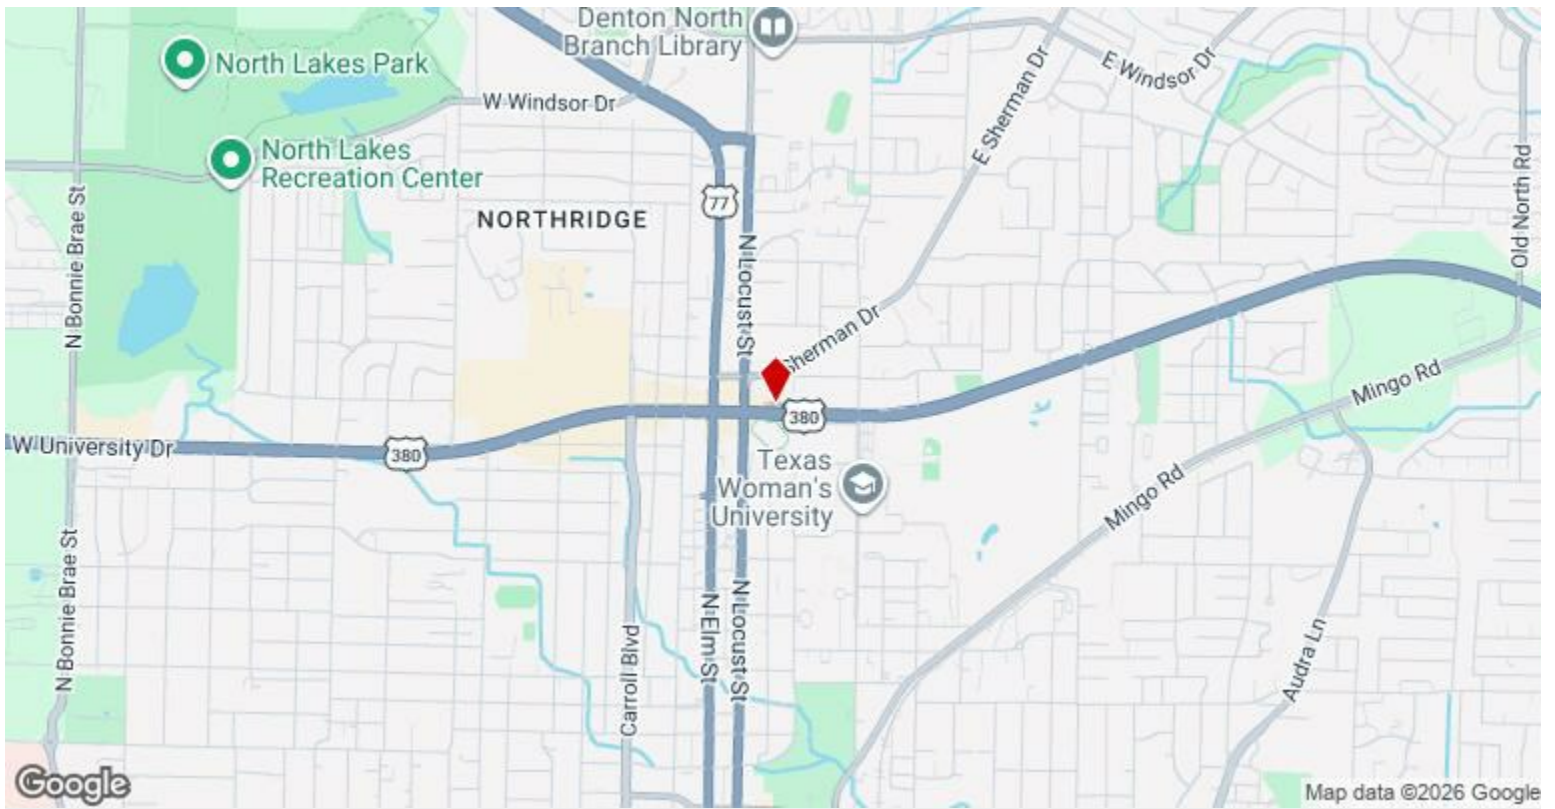 Denton North
Branch Library
North Lakes Park
W Windsor Dr
E Windsor Dr
E Sherman Dr
North Lakes
Recreation Center
77
NORTHRIDGE
N Bonnie Brae St
N Locust St
Old North Rd
Sherman Dr
Mingo Rd
380
W University Dr
380
Texas
Woman's
University
Mingo Rd
N Bonnie Brae St
Carroll Blvd
N Elm St
N Locust St
Audra Ln
Google
Map data ©2026 Google